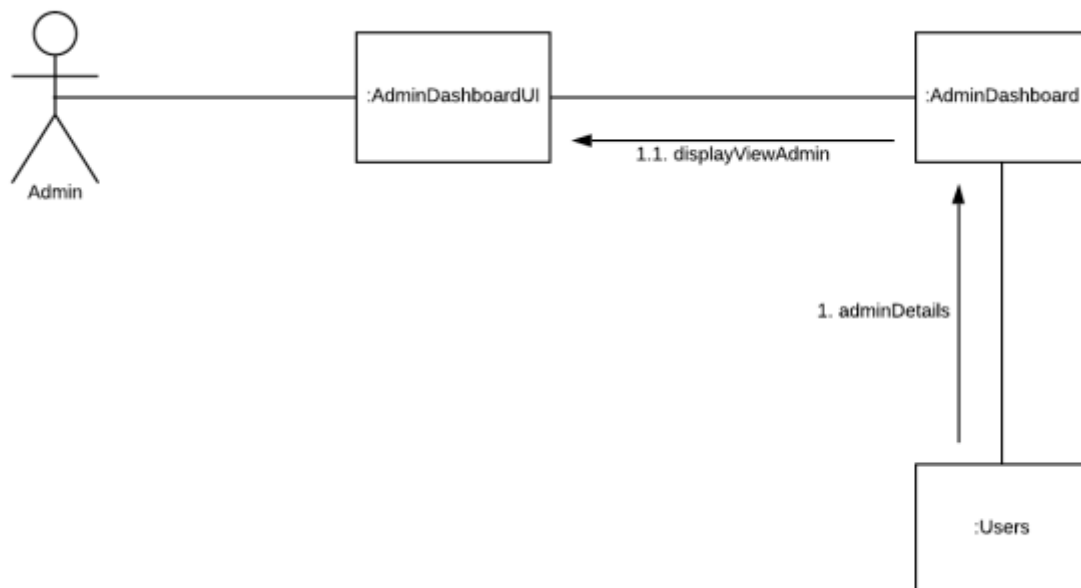 :AdminDashboardUI
:AdminDashboard
1.1. displayViewAdmin
Admin
1. adminDetails
:Users